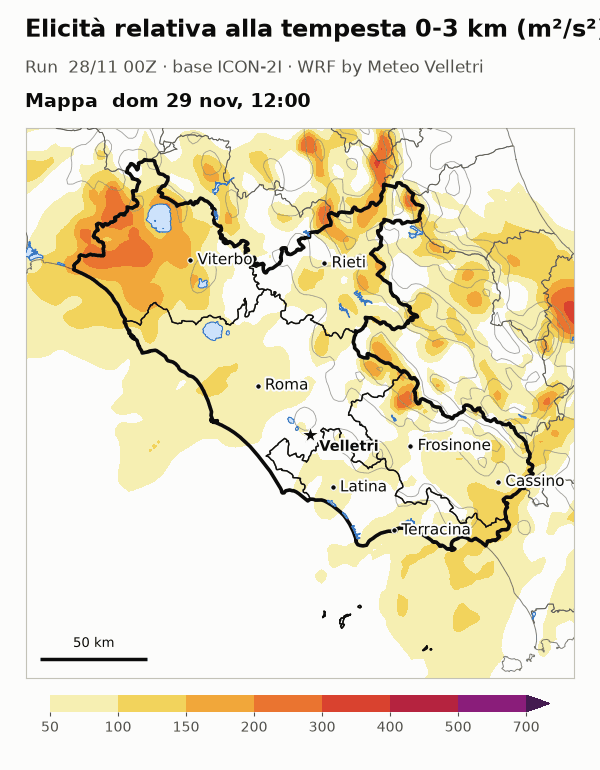 Elicità relativa alla tempesta 0-3 km (m²/s²)
Run  28/11 00Z · base ICON-2I · WRF by Meteo Velletri
Mappa  dom 29 nov, 12:00
Viterbo
Rieti
Roma
Velletri
Frosinone
Latina
Cassino
Terracina
50 km
50 100 150 200 300 400 500 700